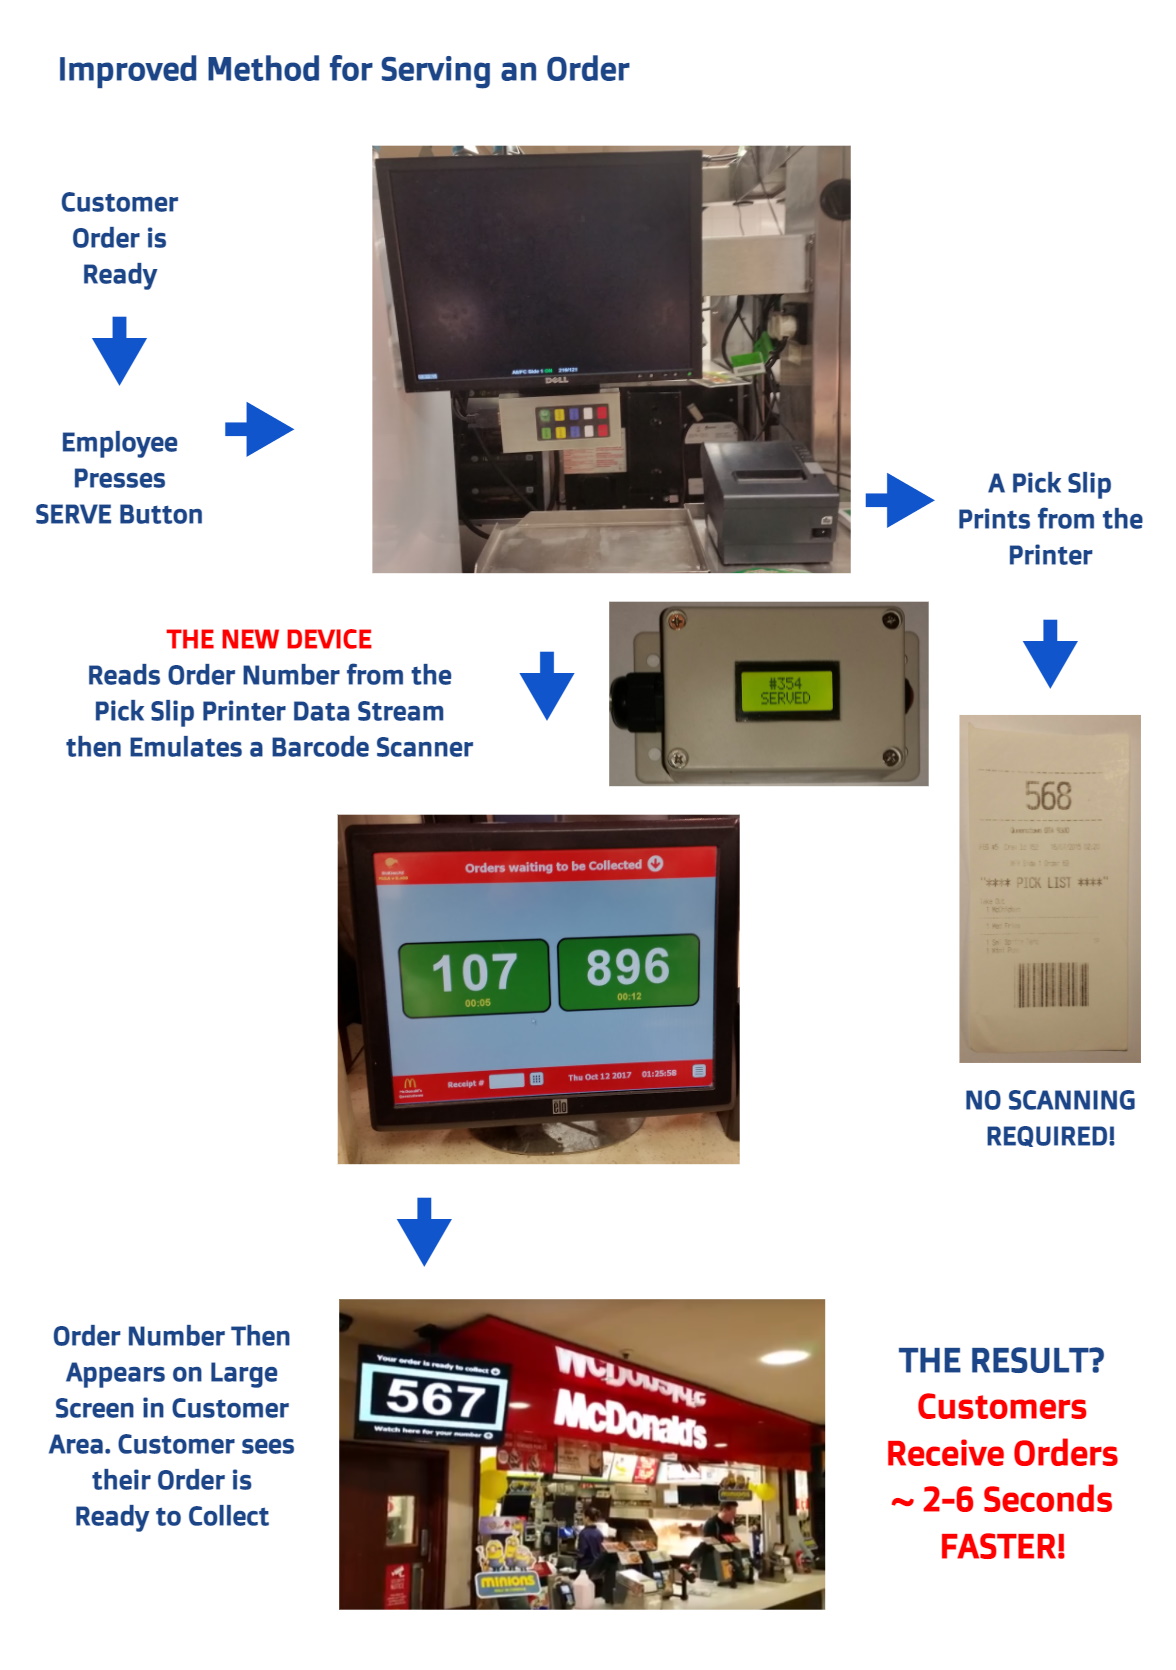 Improved Method for Serving an Order
Customer
Order is
Ready
Employee
Presses
SERVE Button
DELL
A Pick Slip
Prints from the
Printer
THE NEW DEVICE
Reads Order Number from the
Pick Slip Printer Data Stream
then Emulates a Barcode Scanner
#354
SERVED
568
"**** PICK LIST ****"
Orders waiting to be Collected
107
00:05
896
00:12
Receipt #
Thu Oct 12 2017 01:25:58
elo
NO SCANNING
REQUIRED!
Order Number Then
Appears on Large
Screen in Customer
Area. Customer sees
their Order is
Ready to Collect
Your order is ready to collect
567
Watch here for your number
McDonald's
McDonald's
MINIONS
MINIONS
THE RESULT?
Customers
Receive Orders
~ 2-6 Seconds
FASTER!